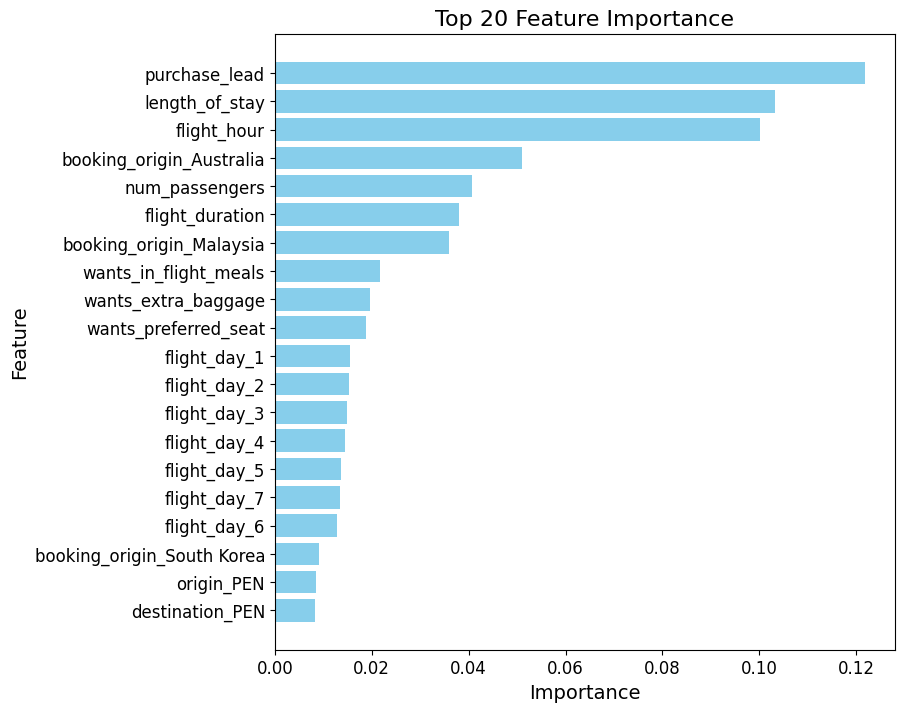 Top 20 Feature Importance
purchase_lead
length_of_stay
flight_hour
booking_origin_Australia
num_passengers
flight_duration
booking_origin_Malaysia
wants_in_flight_meals
wants_extra_baggage
wants_preferred_seat
flight_day_1
flight_day_2
flight_day_3
flight_day_4
flight_day_5
flight_day_7
flight_day_6
booking_origin_South Korea
origin_PEN
destination_PEN
Feature
0.00 0.02 0.04 0.06 0.08 0.10 0.12
Importance